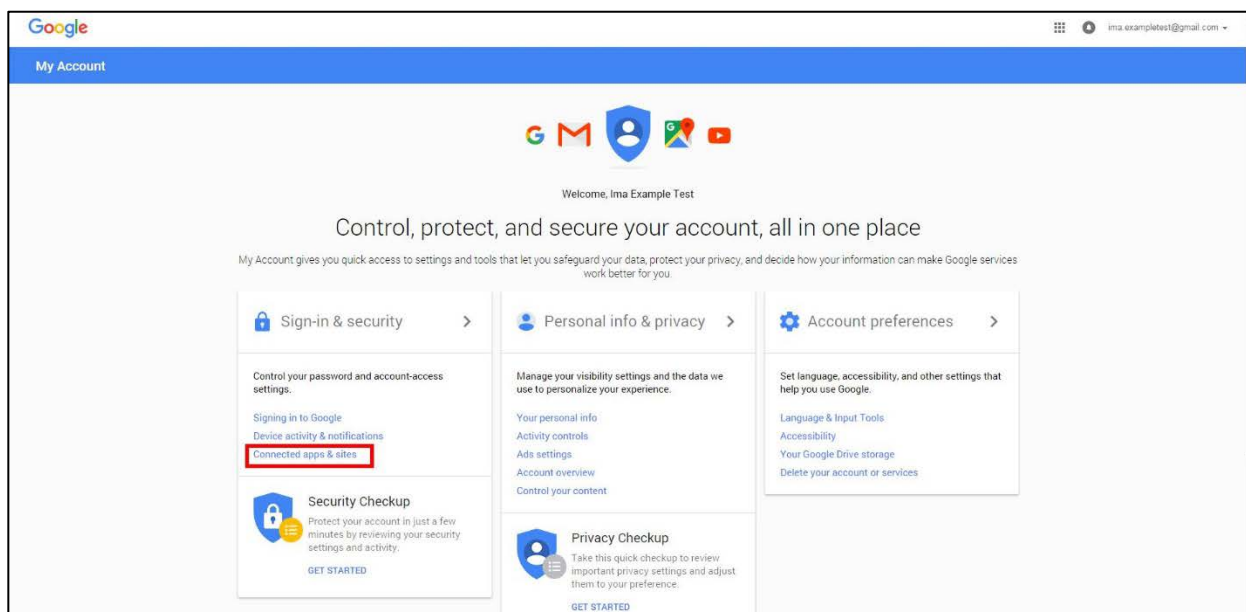 Google
ima.exampletest@gmail.com
My Account
Welcome, Ima Example Test
Control, protect, and secure your account, all in one place
My Account gives you quick access to settings and tools that let you safeguard your data, protect your privacy, and decide how your information can make Google services
work better for you.
Sign-in & security
Control your password and account-access
settings.
Signing in to Google
Device activity & notifications
Connected apps & sites
Security Checkup
Protect your account in just a few
minutes by reviewing your security
settings and activity.
GET STARTED
Personal info & privacy
Manage your visibility settings and the data we
use to personalize your experience.
Your personal info
Activity controls
Ads settings
Account overview
Control your content
Privacy Checkup
Take this quick checkup to review
important privacy settings and adjust
them to your preference.
GET STARTED
Account preferences
Set language, accessibility, and other settings that
help you use Google.
Language & Input Tools
Accessibility
Your Google Drive storage
Delete your account or services